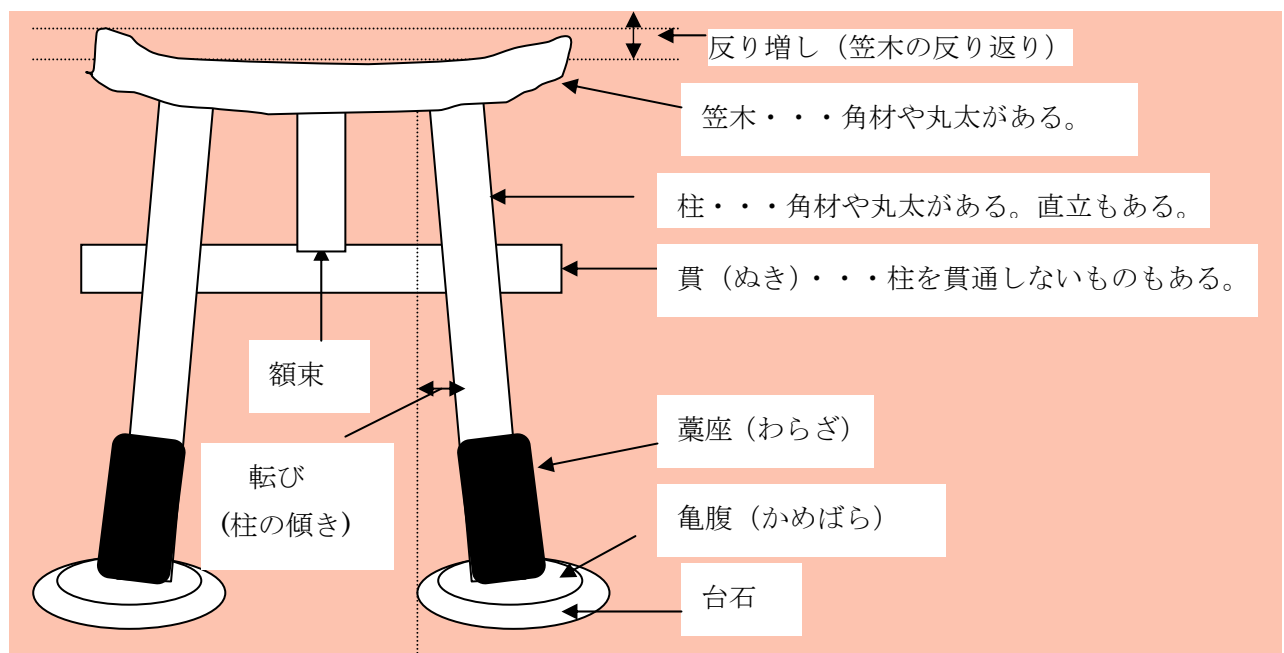 反り増し（笠木の反り返り）
笠木・・・角材や丸太がある。
柱・・・角材や丸太がある。直立もある。
貫（ぬき）・・・柱を貫通しないものもある。
額束
転び
(柱の傾き)
藁座（わらざ）
亀腹（かめばら）
台石